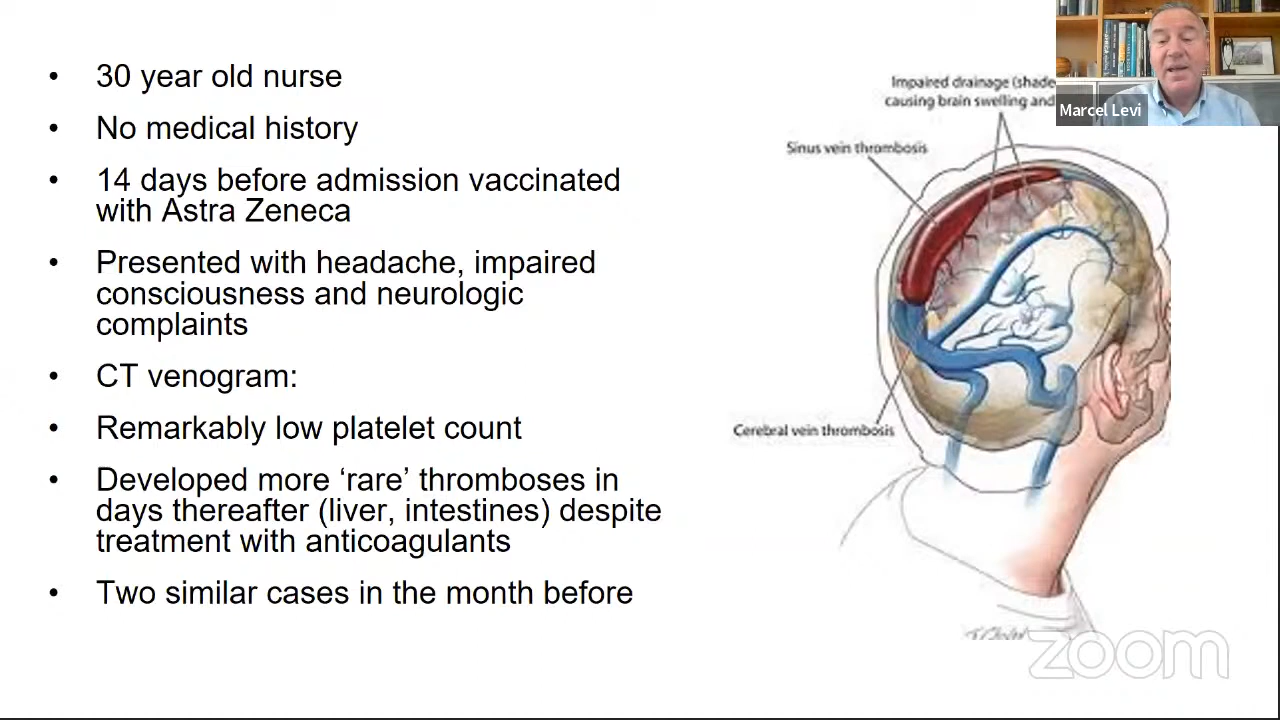 • 30 year old nurse
• No medical history
• 14 days before admission vaccinated
with Astra Zeneca
• Presented with headache, impaired
consciousness and neurologic
complaints
• CT venogram:
• Remarkably low platelet count
• Developed more ‘rare’ thromboses in
days thereafter (liver, intestines) despite
treatment with anticoagulants
• Two similar cases in the month before
Impaired drainage (shade
causing brain swelling and
Sinus vein thrombosis
Cerebral vein thrombosis
Marcel Levi
zoom